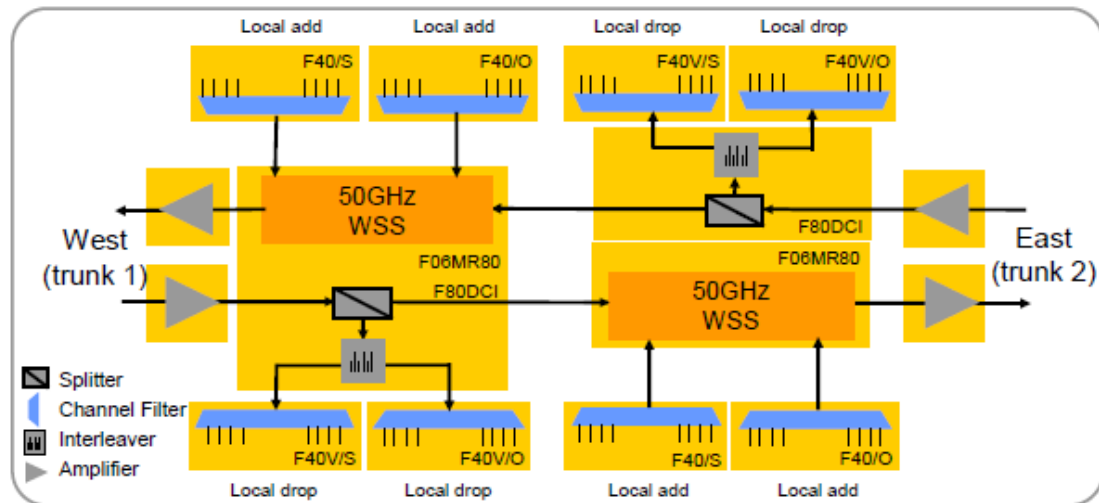 Local add
Local add
Local drop
Local drop
F40/S
F40/O
F40V/S
F40V/O
50GHz
WSS
F80DCI
West
(trunk 1)
East
(trunk 2)
F06MR80
F80DCI
F06MR80
50GHz
WSS
Splitter
Channel Filter
Interleaver
Amplifier
F40V/S
F40V/O
F40/S
F40/O
Local drop
Local drop
Local add
Local add